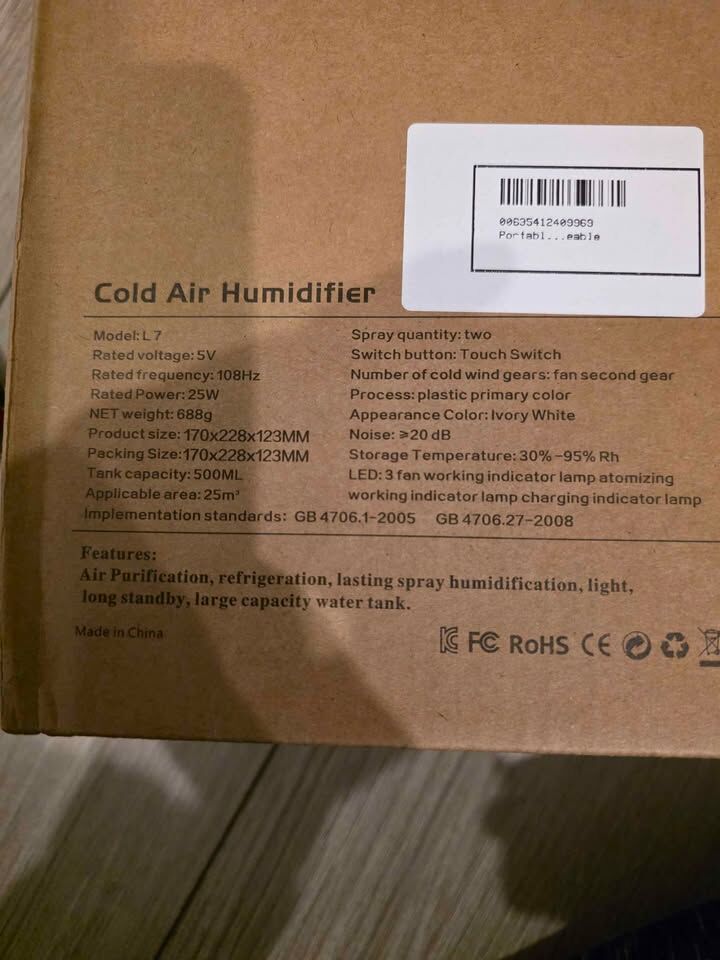 00635412409969
Portabl...eable
Cold Air Humidifier
Model: L7
Rated voltage: 5V
Rated frequency: 108Hz
Rated Power: 25W
NET weight: 688g
Product size: 170x228x123MM
Packing Size: 170x228x123MM
Tank capacity: 500ML
Applicable area: 25m³
Spray quantity: two
Switch button: Touch Switch
Number of cold wind gears: fan second gear
Process: plastic primary color
Appearance Color: Ivory White
Noise: ≥20 dB
Storage Temperature: 30% -95% Rh
LED: 3 fan working indicator lamp atomizing
working indicator lamp charging indicator lamp
Implementation standards: GB 4706.1-2005 GB 4706.27-2008
Features:
Air Purification, refrigeration, lasting spray humidification, light,
long standby, large capacity water tank.
Made in China
FC RoHS CE